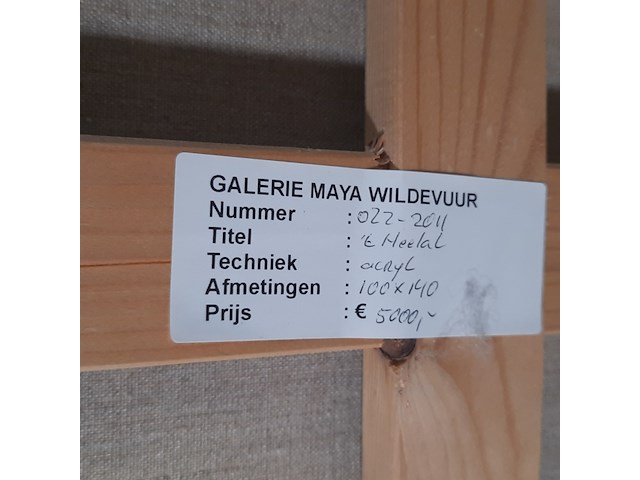 GALERIE MAYA WILDEVUUR
Nummer : 022-2011
Titel : 't Heelal
Techniek : acryl
Afmetingen : 100x140
Prijs : € 5000,-